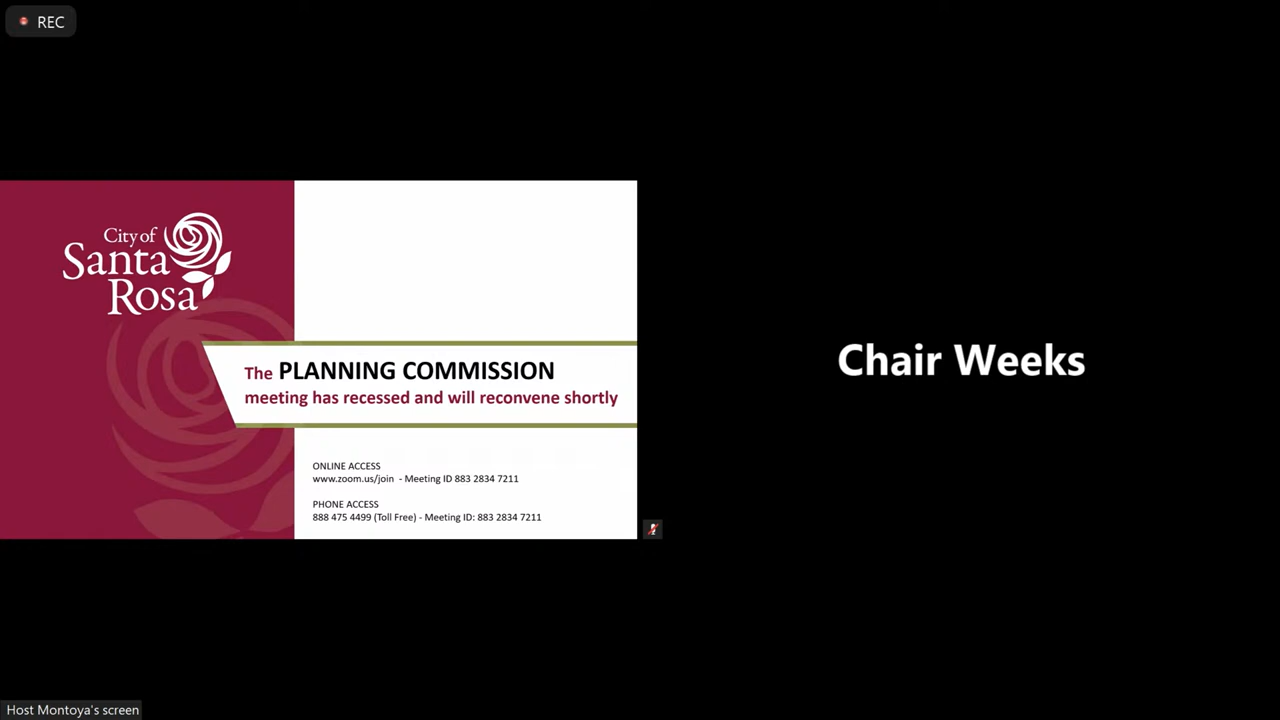 REC
City of
Santa
Rosa
The PLANNING COMMISSION
meeting has recessed and will reconvene shortly
ONLINE ACCESS
www.zoom.us/join - Meeting ID 883 2834 7211
PHONE ACCESS
888 475 4499 (Toll Free) - Meeting ID: 883 2834 7211
Chair Weeks
Host Montoya's screen